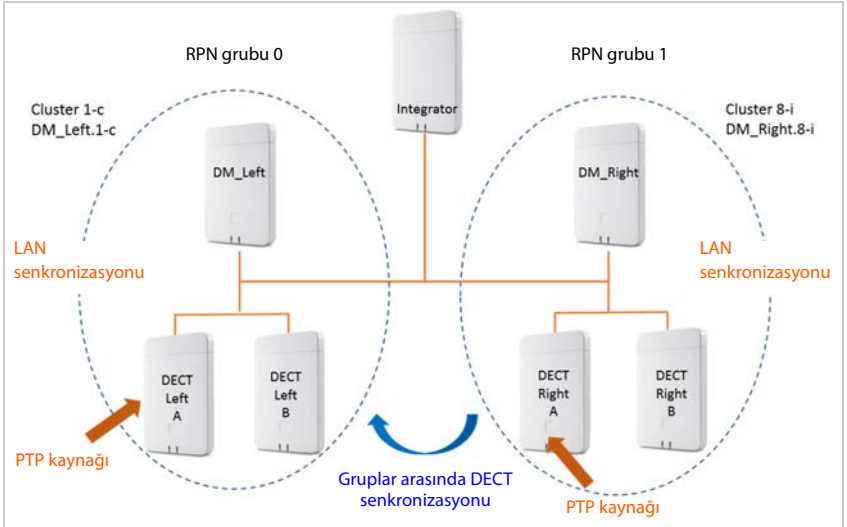 RPN grubu 0
RPN grubu 1
Integrator
Cluster 1-c
DM_Left.1-c
Cluster 8-i
DM_Right.8-i
DM_Left
DM_Right
LAN
senkronizasyonu
LAN
senkronizasyonu
DECT
Left
A
DECT
Left
B
DECT
Right
A
DECT
Right
B
PTP kaynağı
Gruplar arasında DECT
senkronizasyonu
PTP kaynağı